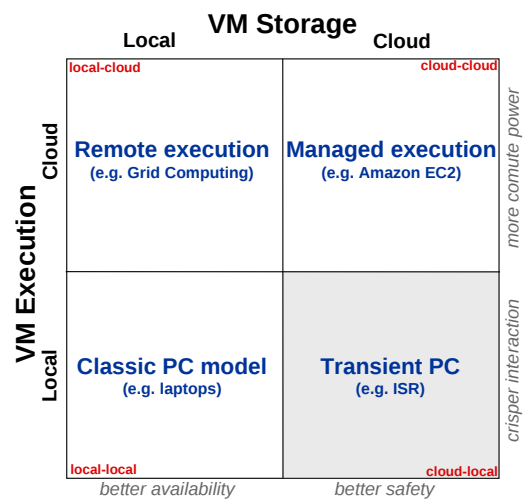 VM Storage
Local Cloud
local-cloud cloud-cloud
VM Execution
Cloud
Remote execution Managed execution
(e.g. Grid Computing) (e.g. Amazon EC2)
more comute power
Local
Classic PC model Transient PC
(e.g. laptops) (e.g. ISR)
crisper interaction
local-local cloud-local
better availability better safety